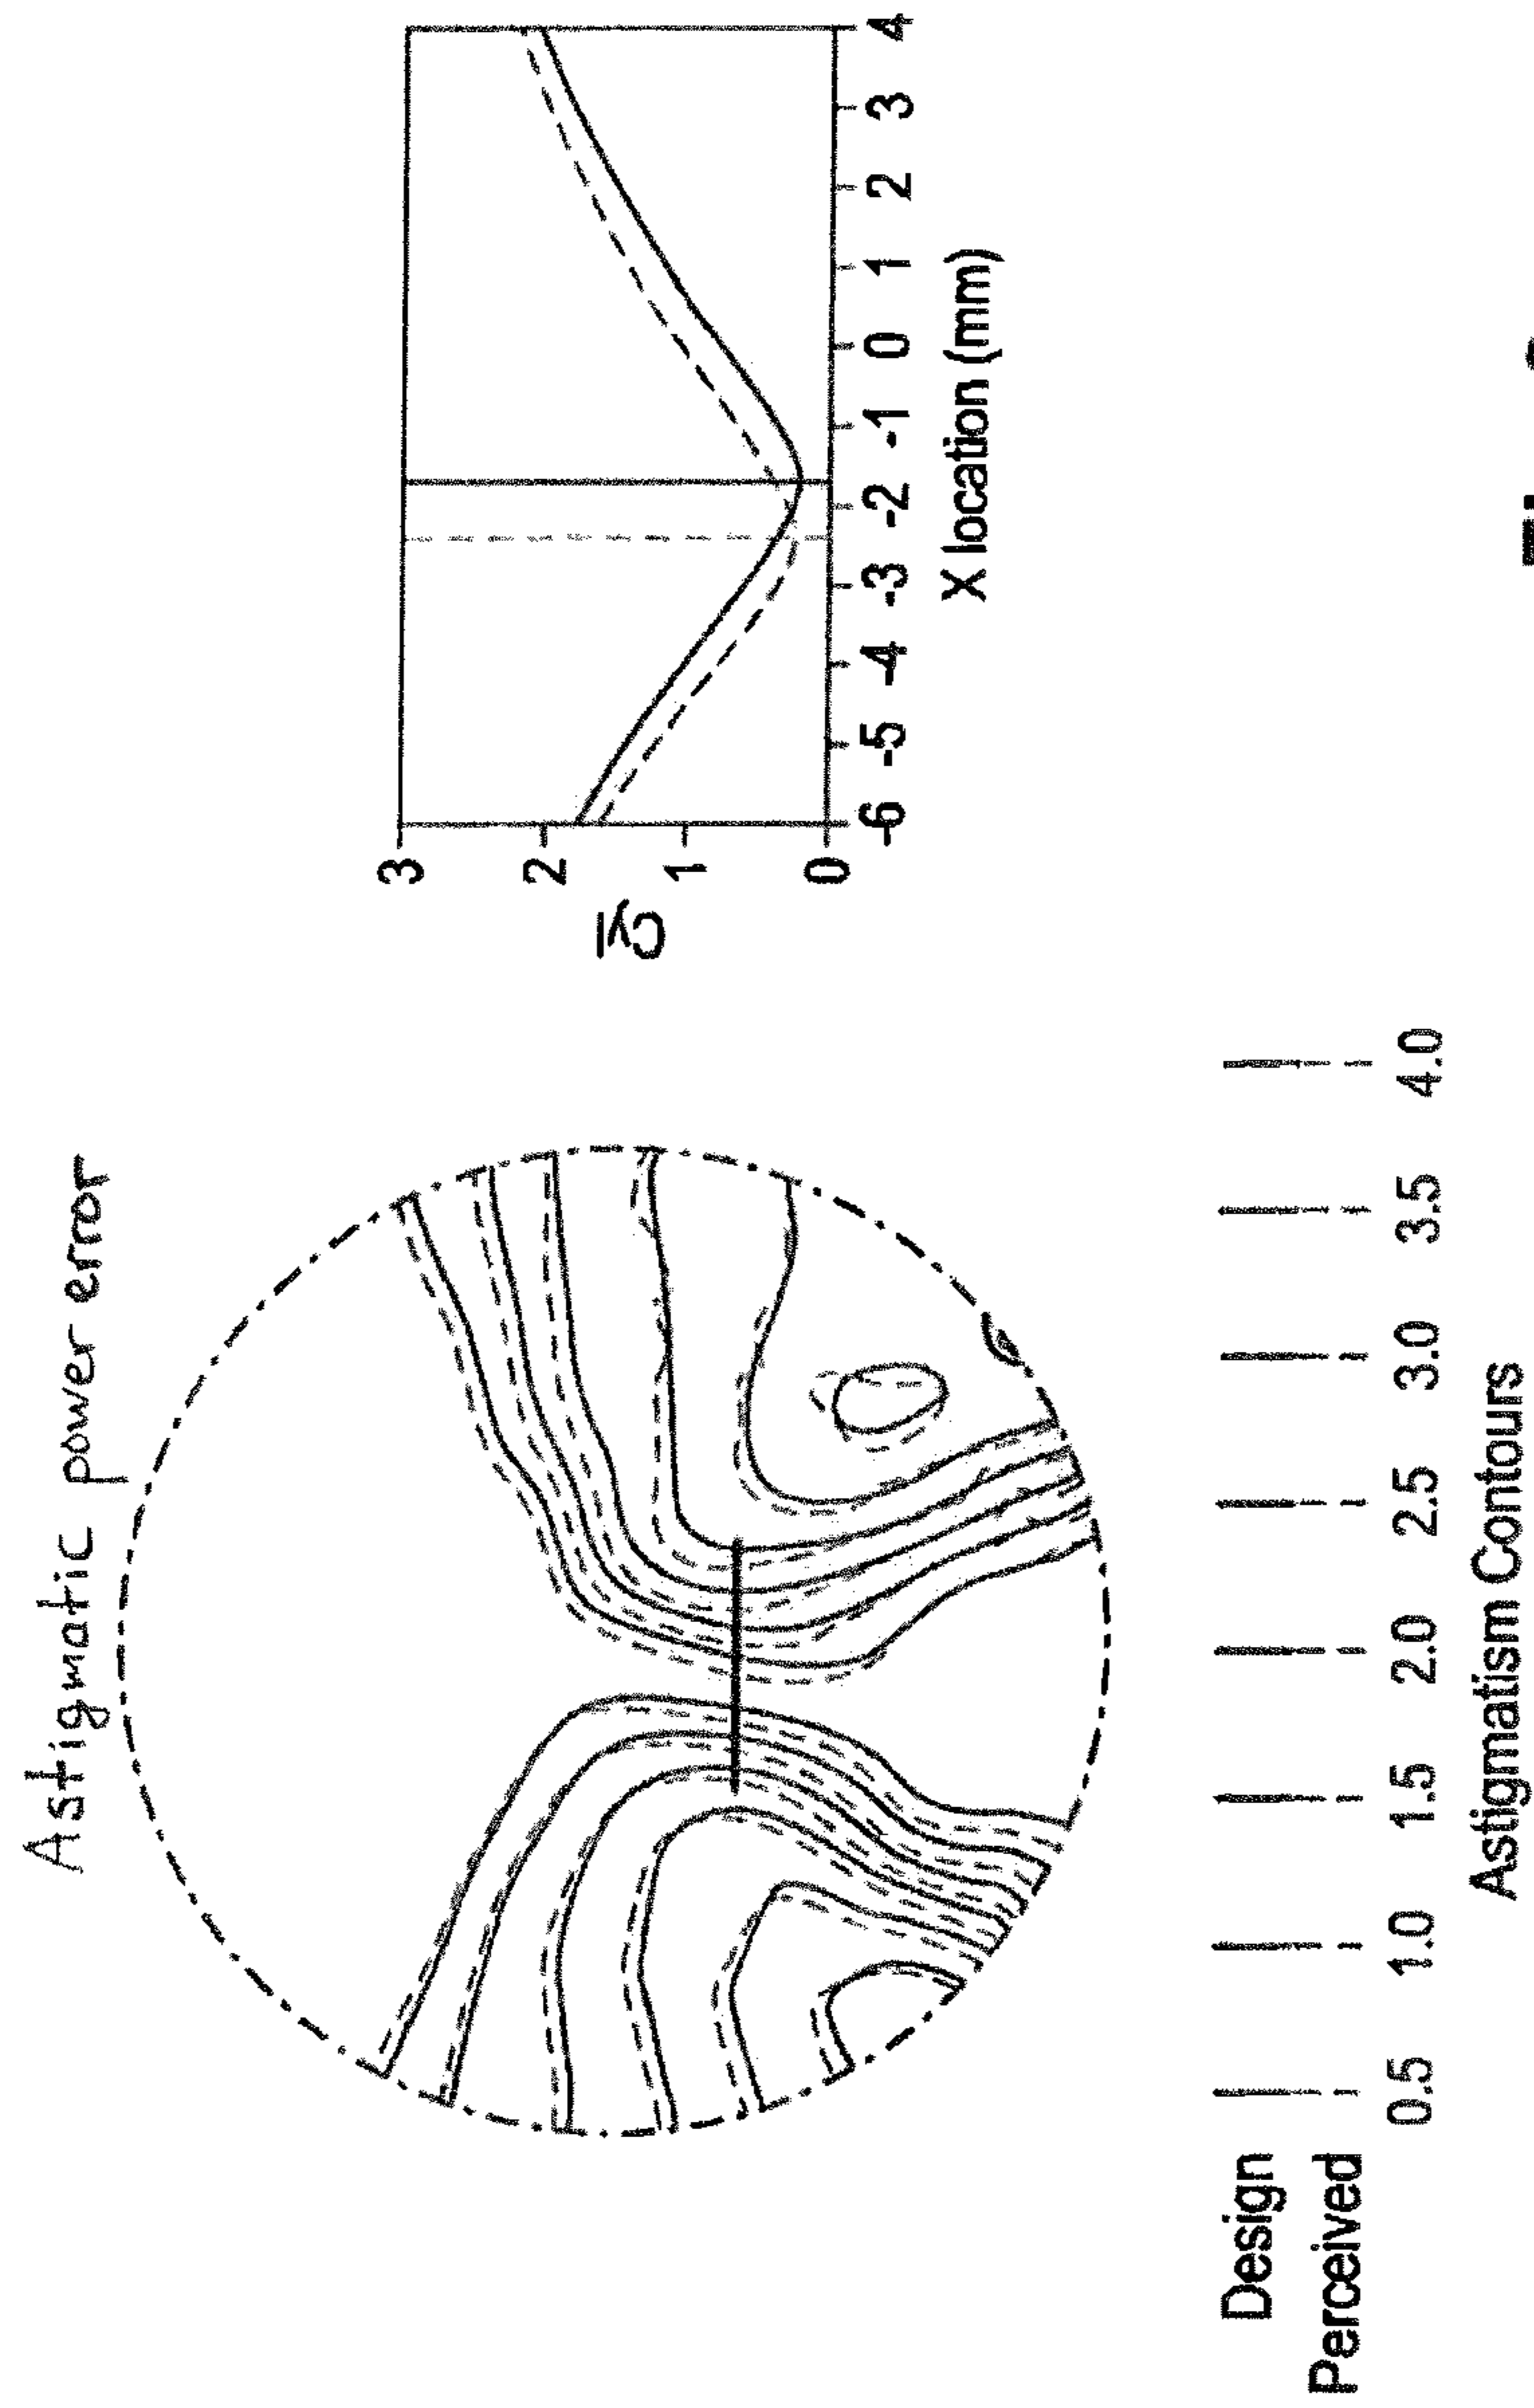 Astigmatic power error
3
2
1
0
Cyl
-6 -5 -4 -3 -2 -1 0 1 2 3 4
X location (mm)
Design
Perceived
0.5 1.0 1.5 2.0 2.5 3.0 3.5 4.0
Astigmatism Contours